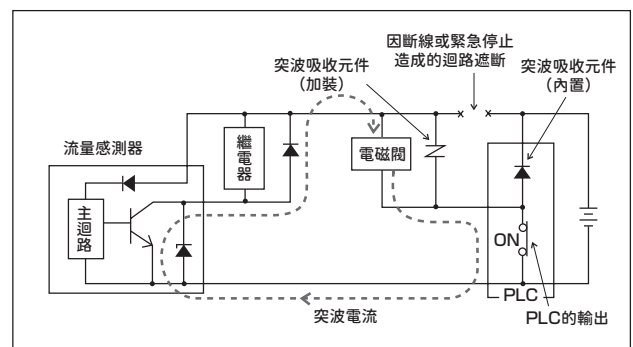 因斷線或緊急停止
造成的迴路遮斷
突波吸收元件
(加裝)
突波吸收元件
(內置)
流量感測器
繼電器
電磁閥
主迴路
ON
PLC
突波電流
PLC的輸出